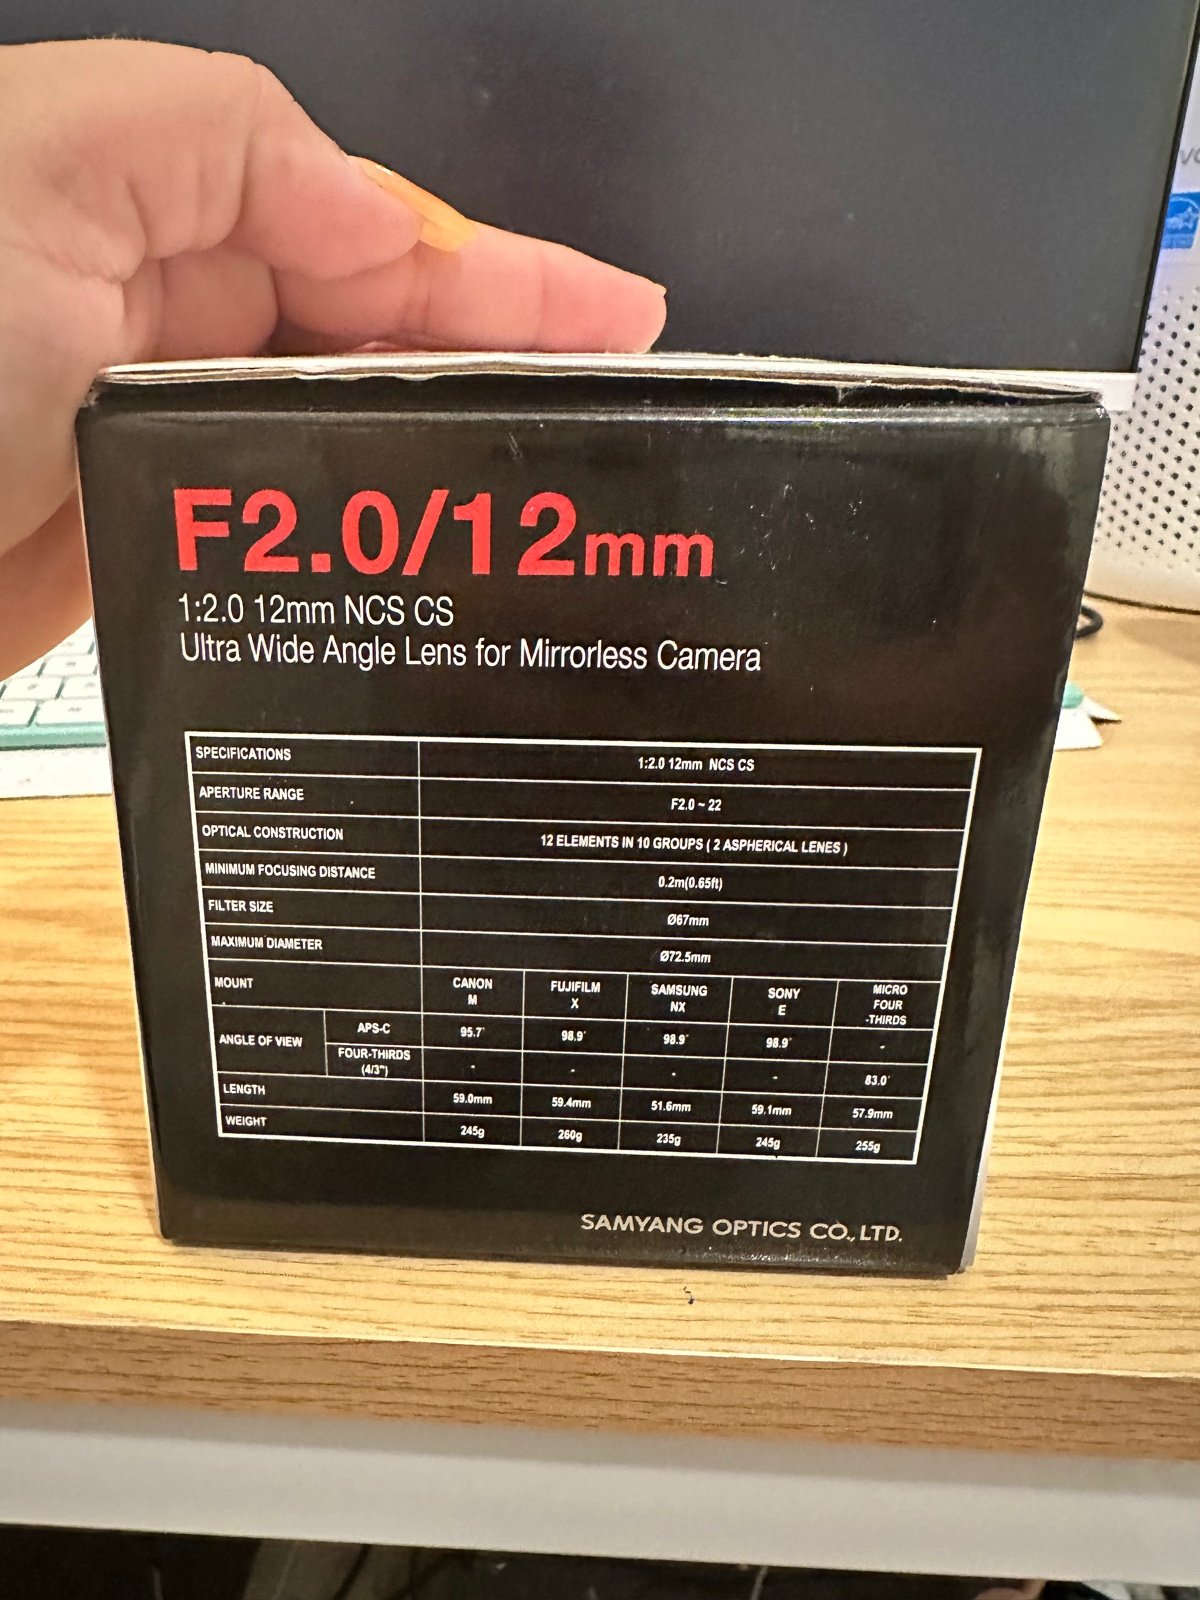 F2.0/12mm
1:2.0 12mm NCS CS
Ultra Wide Angle Lens for Mirrorless Camera
SPECIFICATIONS 1:2.0 12mm NCS CS
APERTURE RANGE F2.0 ~ 22
OPTICAL CONSTRUCTION 12 ELEMENTS IN 10 GROUPS ( 2 ASPHERICAL LENES )
MINIMUM FOCUSING DISTANCE 0.2m(0.65ft)
FILTER SIZE Ø67mm
MAXIMUM DIAMETER Ø72.5mm
MOUNT CANON M FUJIFILM X SAMSUNG NX SONY E MICRO FOUR -THIRDS
ANGLE OF VIEW APS-C 95.7° 98.9° 98.9° 98.9° -
FOUR-THIRDS (4/3") - - - - 83.0°
LENGTH 59.0mm 59.4mm 51.6mm 59.1mm 57.9mm
WEIGHT 245g 260g 235g 245g 255g
SAMYANG OPTICS CO., LTD.